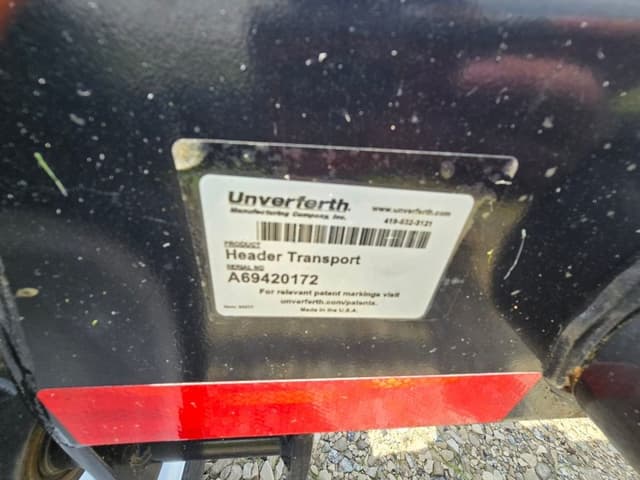 Unverferth
Manufacturing Company, Inc.
www.unverferth.com
419-532-3121
PRODUCT
Header Transport
SERIAL NO
A69420172
For relevant patent markings visit
unverferth.com/patents.
Made in the U.S.A.